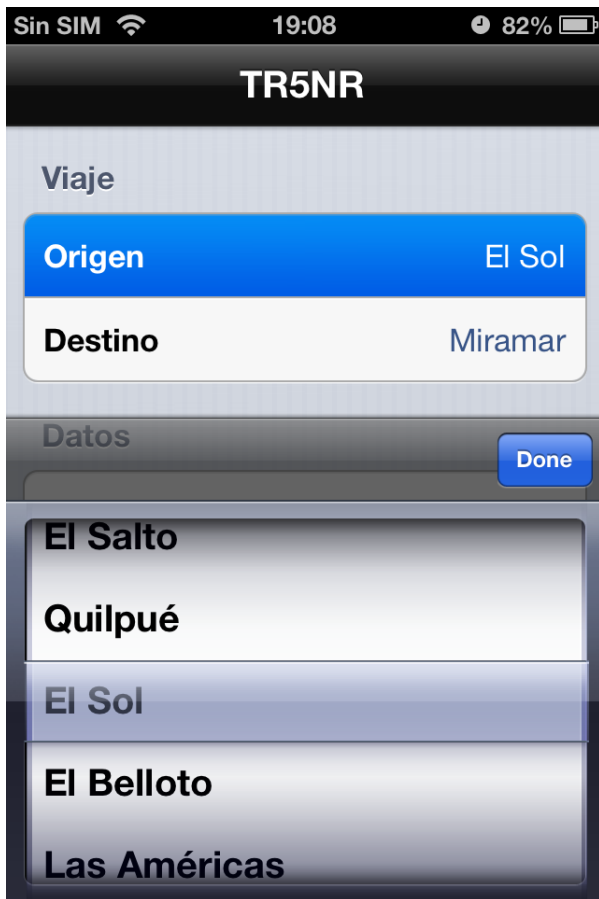 Sin SIM 19:08 82%
TR5NR
Viaje
Origen El Sol
Destino Miramar
Datos
Done
El Salto
Quilpué
El Sol
El Belloto
Las Américas